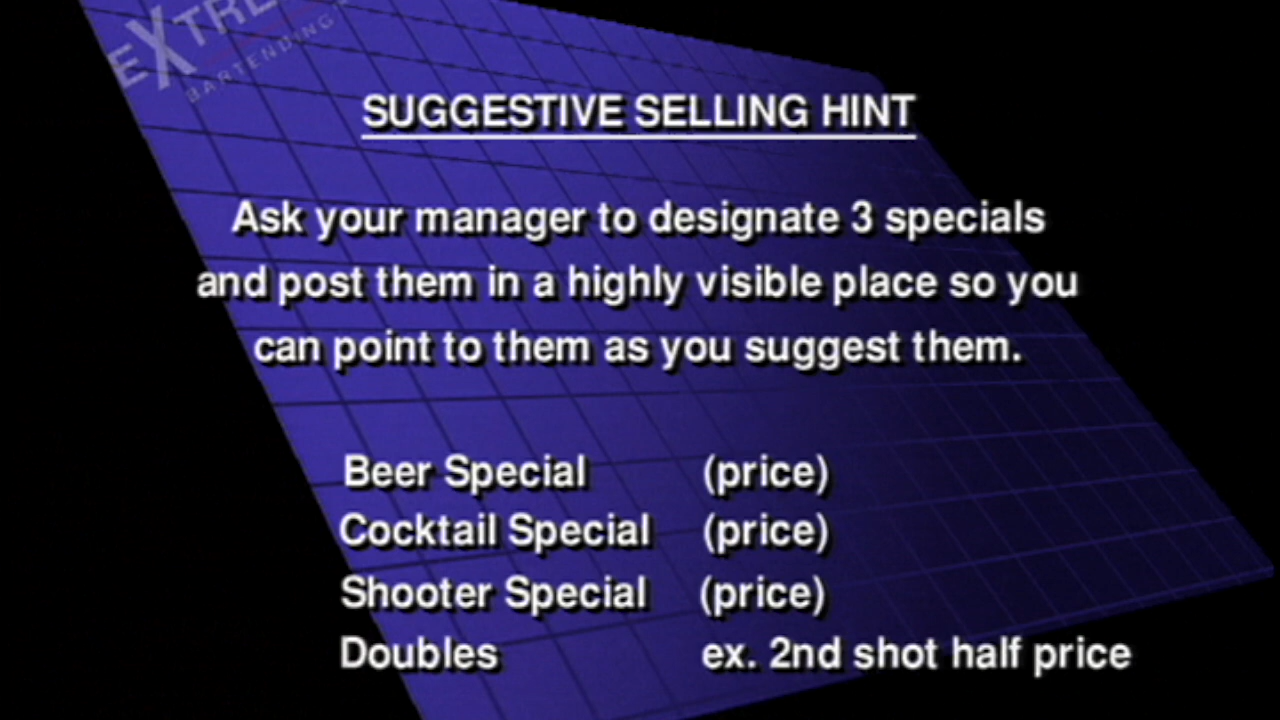 EXTRE
BARTENDING
SUGGESTIVE SELLING HINT
Ask your manager to designate 3 specials
and post them in a highly visible place so you
can point to them as you suggest them.
Beer Special (price)
Cocktail Special (price)
Shooter Special (price)
Doubles ex. 2nd shot half price